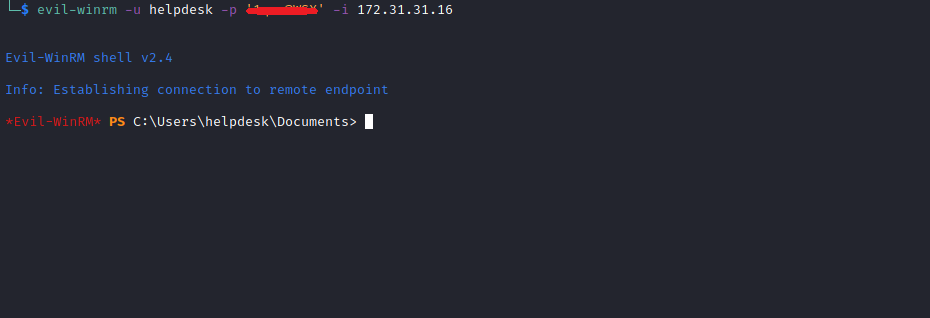 └─$ evil-winrm -u helpdesk -p -i 172.31.31.16
Evil-WinRM shell v2.4
Info: Establishing connection to remote endpoint
*Evil-WinRM* PS C:\Users\helpdesk\Documents>